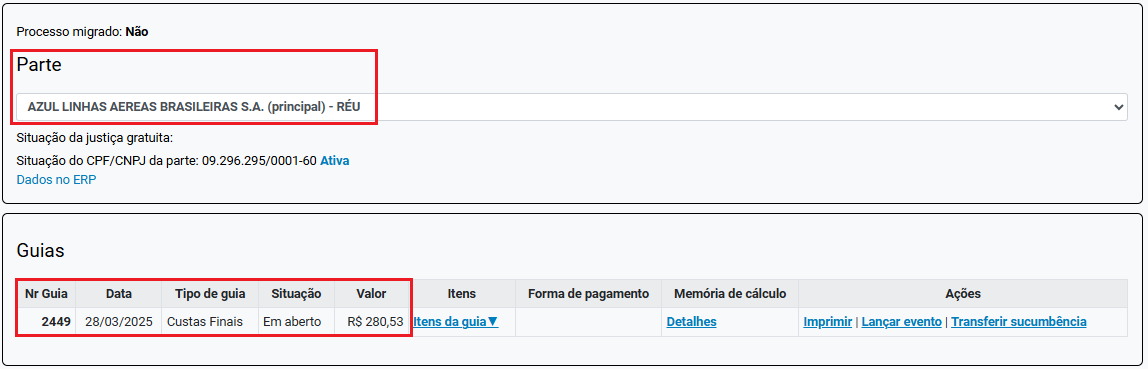 Processo migrado: Não
Parte
AZUL LINHAS AEREAS BRASILEIRAS S.A. (principal) - RÉU
Situação da justiça gratuita:
Situação do CPF/CNPJ da parte: 09.296.295/0001-60 Ativa
Dados no ERP
Guias
Nr Guia Data Tipo de guia Situação Valor Itens Forma de pagamento Memória de cálculo Ações
2449 28/03/2025 Custas Finais Em aberto R$ 280,53 Itens da guia▼ Detalhes Imprimir | Lançar evento | Transferir sucumbência